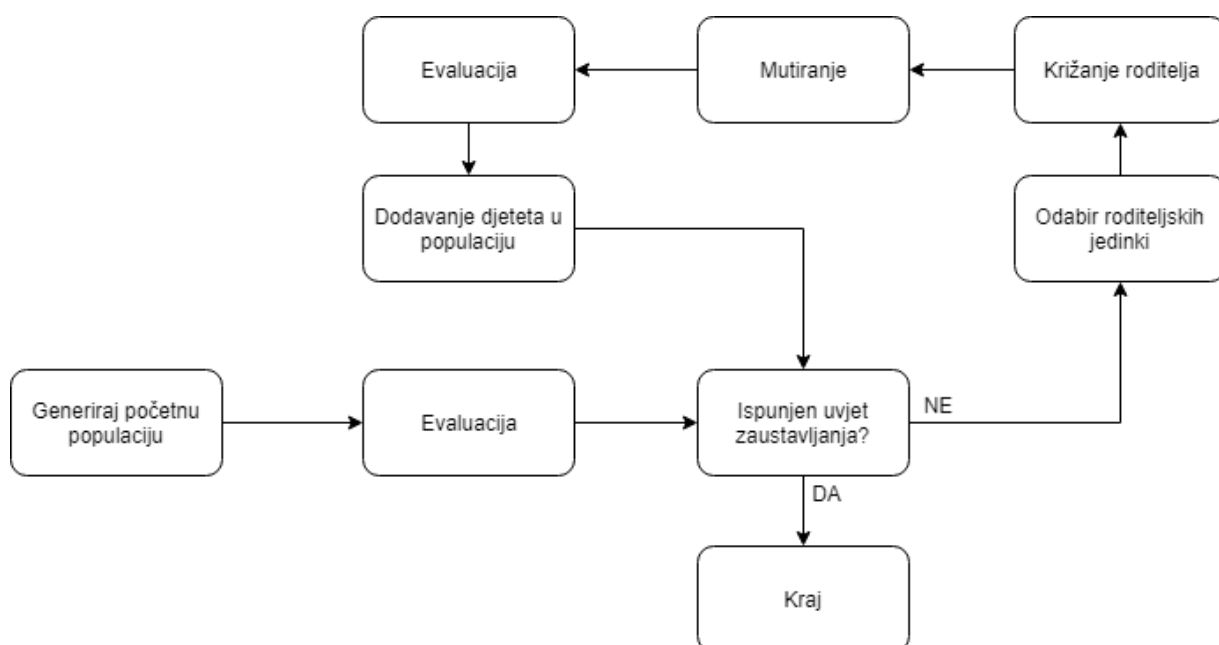 Evaluacija
Mutiranje
Križanje roditelja
Dodavanje djeteta u
populaciju
Odabir roditeljskih
jedinki
Generiraj početnu
populaciju
Evaluacija
Ispunjen uvjet
zaustavljanja?
NE
DA
Kraj